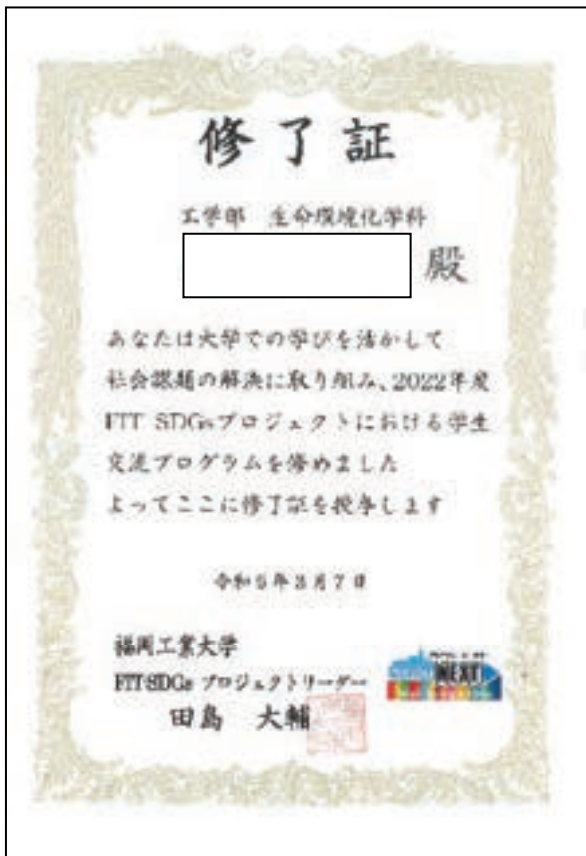 修了証
工学部 生命環境化学科
殿
あなたは大学での学びを活かして
社会課題の解決に取り組み、2022年度
FIT SDGsプロジェクトにおける学生
交流プログラムを修めました
よってここに修了証を授与します
令和5年3月7日
福岡工業大学
FIT-SDGs プロジェクトリーダー
NEXT
田島 大輔